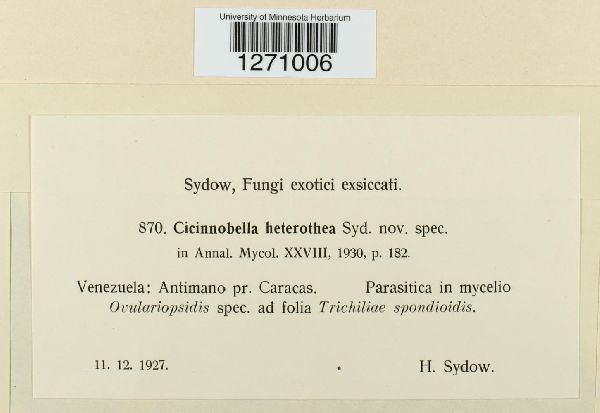 University of Minnesota Herbarium
1271006
Sydow, Fungi exotici exsiccati.
870. Cicinnobella heterothea Syd. nov. spec.
in Annal. Mycol. XXVIII, 1930, p. 182.
Venezuela: Antimano pr. Caracas. Parasitica in mycelio
Ovulariopsidis spec. ad folia Trichiliae spondioidis.
11. 12. 1927. H. Sydow.